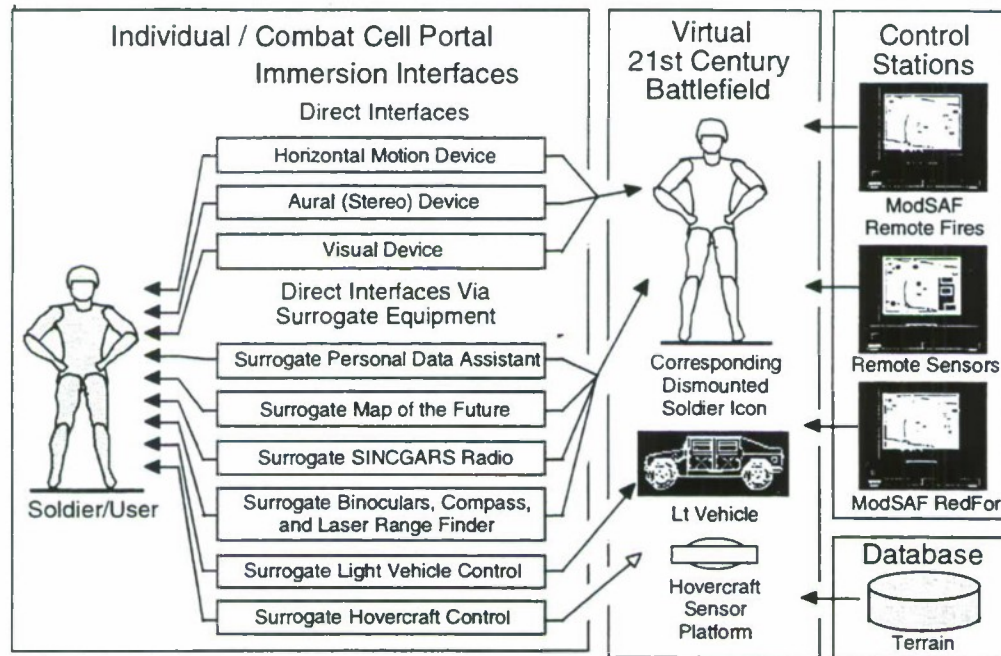 Individual / Combat Cell Portal
Immersion Interfaces
Direct Interfaces
Horizontal Motion Device
Aural (Stereo) Device
Visual Device
Direct Interfaces Via
Surrogate Equipment
Surrogate Personal Data Assistant
Surrogate Map of the Future
Surrogate SINCGARS Radio
Surrogate Binoculars, Compass,
and Laser Range Finder
Surrogate Light Vehicle Control
Surrogate Hovercraft Control
Soldier/User
Virtual
21st Century
Battlefield
Corresponding
Dismounted
Soldier Icon
Lt Vehicle
Hovercraft
Sensor
Platform
Control
Stations
ModSAF
Remote Fires
Remote Sensors
ModSAF RedFor
Database
Terrain